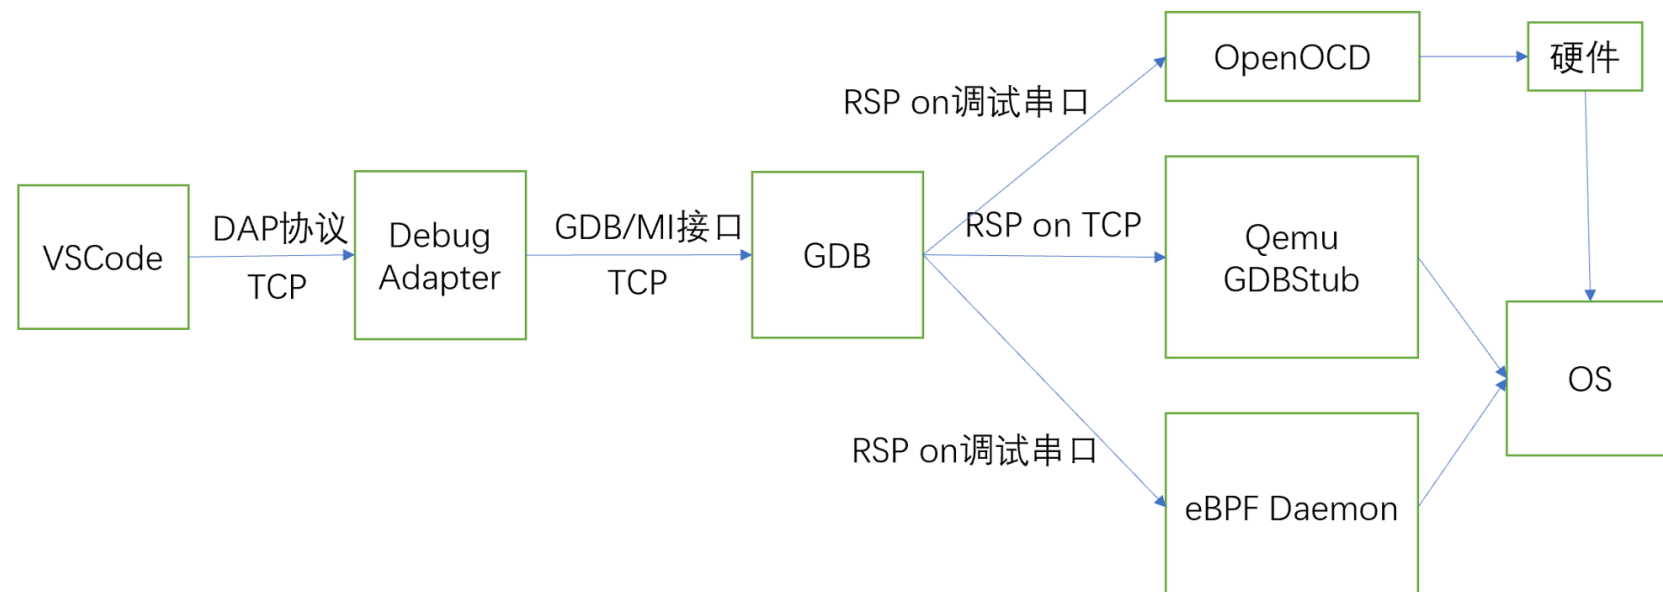 VSCode
DAP协议
TCP
Debug
Adapter
GDB/MI接口
TCP
GDB
RSP on调试串口
RSP on TCP
RSP on调试串口
OpenOCD
硬件
Qemu
GDBStub
eBPF Daemon
OS